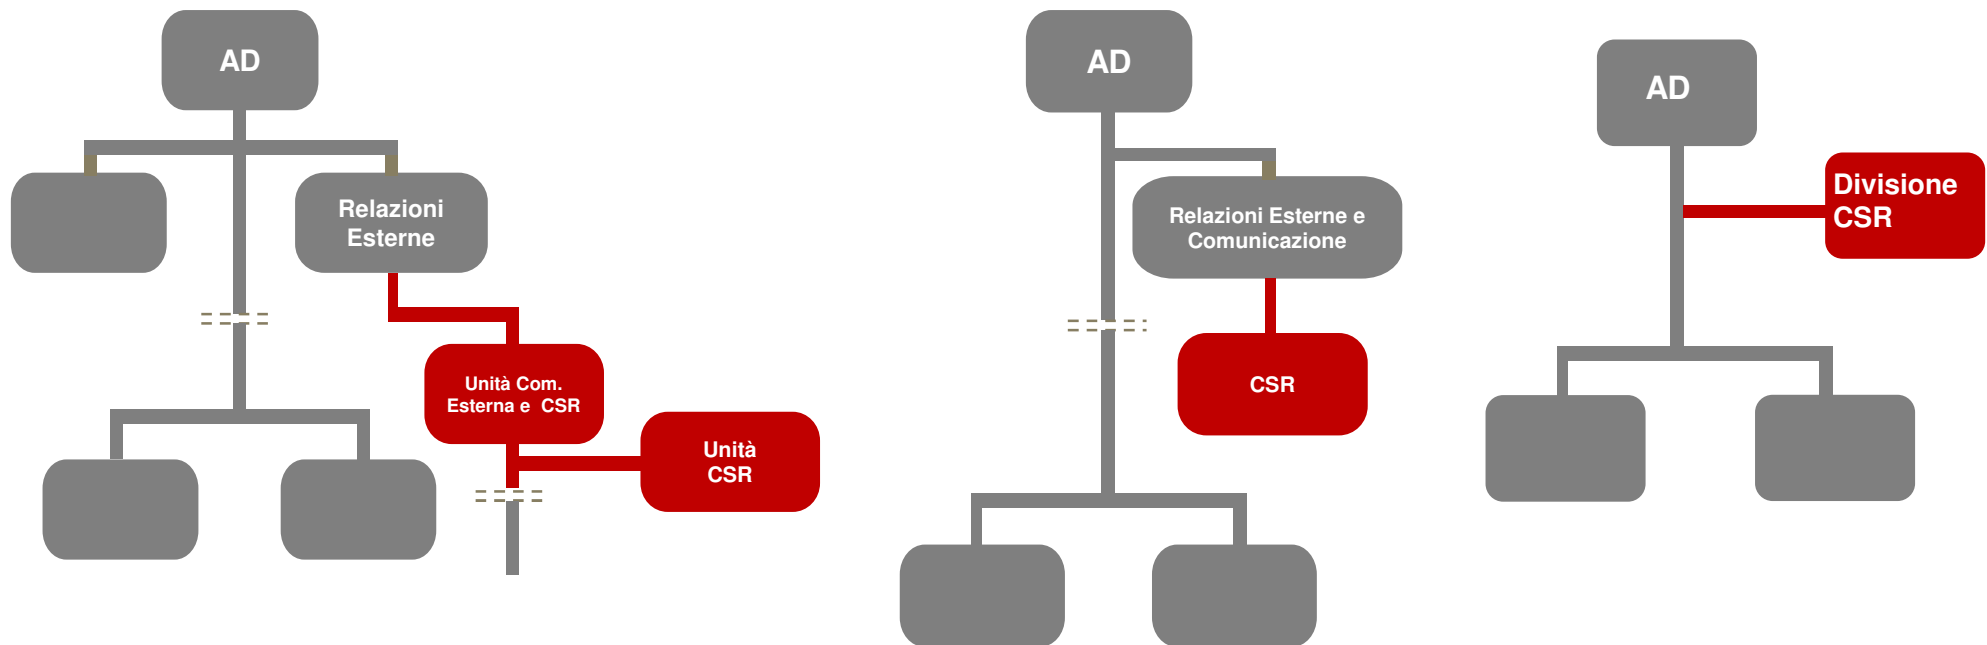 AD
Relazioni
Esterne
Unità Com.
Esterna e CSR
Unità
CSR
AD
Relazioni Esterne e
Comunicazione
CSR
AD
Divisione
CSR